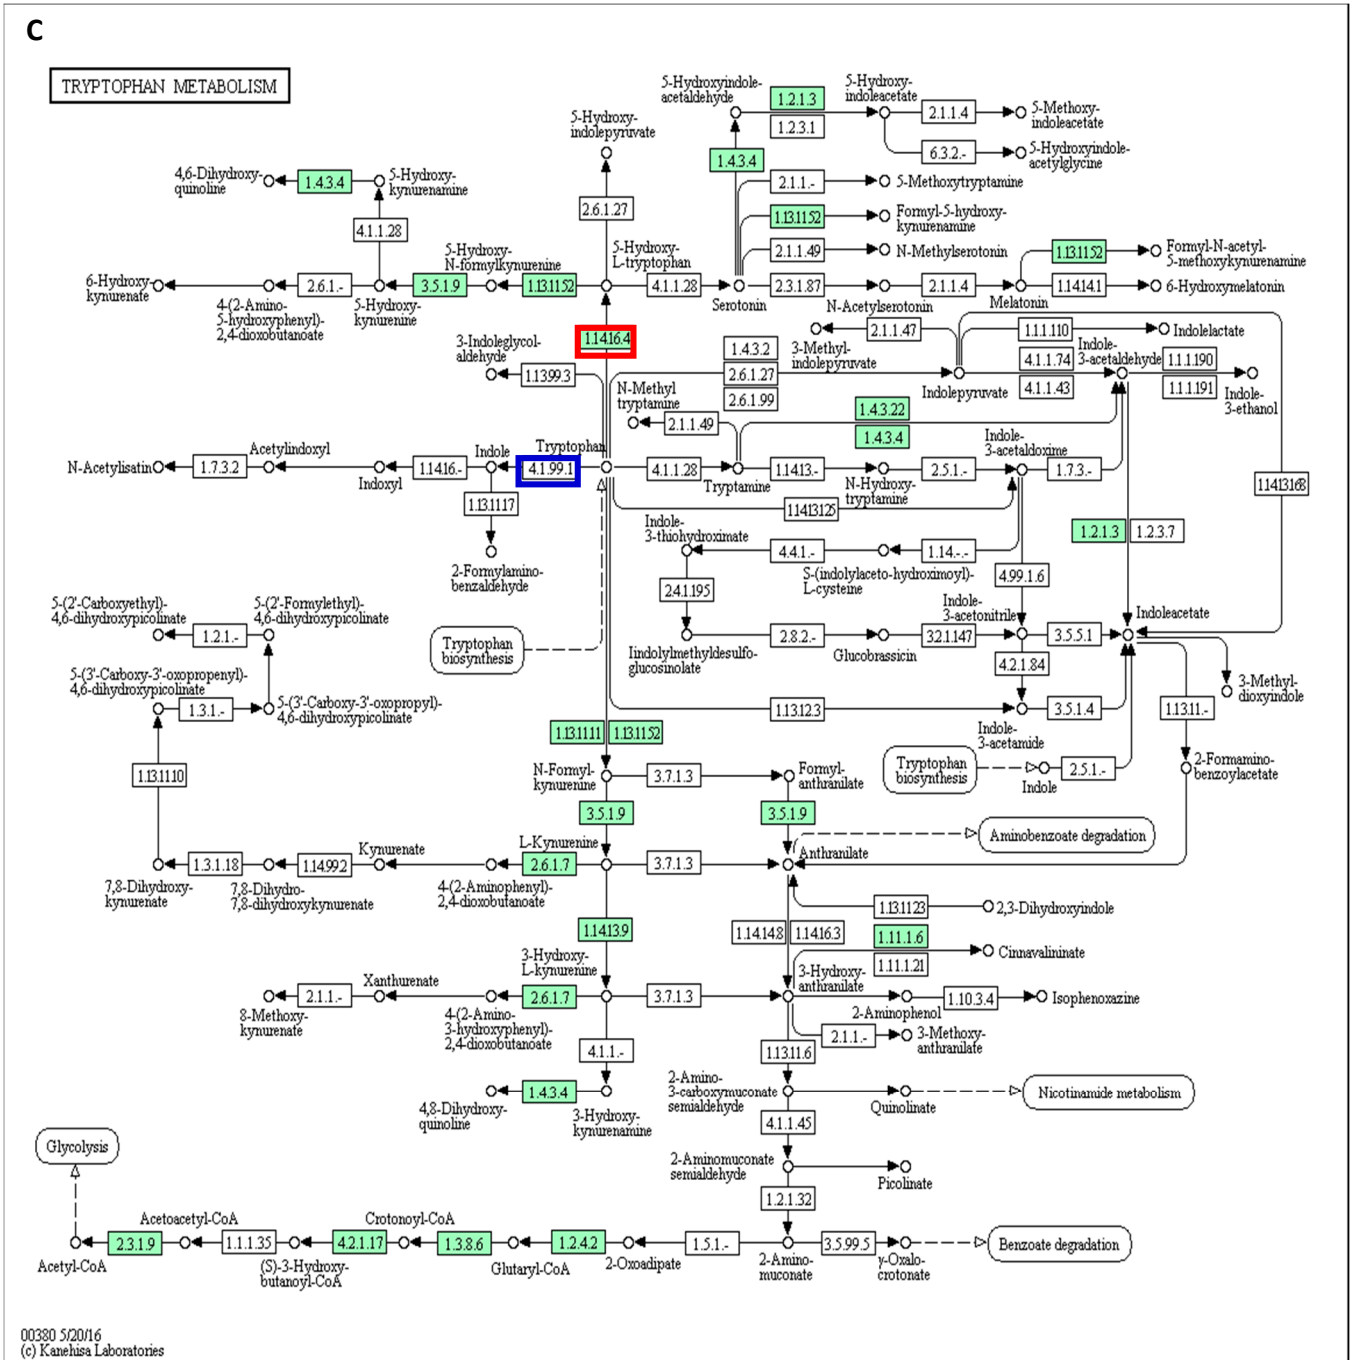 C
TRYPTOPHAN METABOLISM
5-Hydroxyindole-
acetaldehyde
1.2.1.3
1.2.3.1
5-Hydroxy-
indoleacetate
2.1.1.4
5-Methoxy-
indoleacetate
6.3.2.-
5-Hydroxyindole-
acetylglycine
5-Hydroxy-
indolepyruvate
1.4.3.4
4,6-Dihydroxy-
quinoline
1.4.3.4
5-Hydroxy-
kynurenamine
2.1.1.-
5-Methoxytryptamine
2.6.1.27
1.13.11.52
Formyl-5-hydroxy-
kynurenamine
4.1.1.28
5-Hydroxy-
N-formylkynurenine
5-Hydroxy-
L-tryptophan
2.1.1.49
N-Methylserotonin
1.13.11.52
Formyl-N-acetyl-
5-methoxykynurenamine
6-Hydroxy-
kynurenate
2.6.1.-
3.5.1.9
1.13.11.52
4.1.1.28
2.3.1.87
2.1.1.4
1.14.14.1
6-Hydroxymelatonin
4-(2-Amino-
5-hydroxyphenyl)-
2,4-dioxobutanoate
5-Hydroxy-
kynurenine
Serotonin
N-Acetylserotonin
Melatonin
1.14.16.4
3-Indoleglycol
aldehyde
1.13.99.3
1.4.3.2
2.6.1.27
2.6.1.99
3-Methyl-
indolepyruvate
2.1.1.47
1.1.1.110
Indolelactate
Indolepyruvate
4.1.1.74
4.1.1.43
Indole-
3-acetaldehyde
1.1.1.190
1.1.1.191
Indole-
3-ethanol
N-Methyl
tryptamine
2.1.1.49
1.4.3.22
1.4.3.4
N-Acetylisatin
1.7.3.2
Acetylindoxyl
Indoxyl
1.14.16.-
Indole
4.1.99.1
Tryptophan
4.1.1.28
Tryptamine
1.14.13.-
N-Hydroxy-
tryptamine
2.5.1.-
Indole-
3-acetaldoxime
1.7.3.-
1.14.13.168
1.13.11.17
2-Formylamino-
benzaldehyde
1.14.13.125
1.2.1.3
1.2.3.7
Indole-
3-thiohydroximate
4.4.1.-
1.14.-.-
S-(indolylaceto-hydroximoyl)-
L-cysteine
4.99.1.6
2.4.1.195
5-(2'-Carboxyethyl)-
4,6-dihydroxypicolinate
1.2.1.-
5-(2'-Formylethyl)-
4,6-dihydroxypicolinate
Tryptophan
biosynthesis
Iindolylmethyldesulfo-
glucosinolate
2.8.2.-
Glucobrassicin
3.2.1.147
Indole-
3-acetonitrile
3.5.5.1
Indoleacetate
4.2.1.84
3-Methyl-
dioxyindole
5-(3'-Carboxy-3'-oxopropenyl)-
4,6-dihydroxypicolinate
1.3.1.-
5-(3'-Carboxy-3'-oxopropyl)-
4,6-dihydroxypicolinate
1.13.12.3
Indole-
3-acetamide
3.5.1.4
1.13.11.-
1.13.11.11
1.13.11.52
1.13.11.10
N-Formyl-
kynurenine
3.7.1.3
Formyl-
anthranilate
Tryptophan
biosynthesis
Indole
2.5.1.-
2-Formamino-
benzoylacetate
3.5.1.9
3.5.1.9
Aminobenzoate degradation
7,8-Dihydroxy-
kynurenate
1.3.1.18
7,8-Dihydro-
7,8-dihydroxykynurenate
1.14.99.2
Kynurenate
4-(2-Aminophenyl)-
2,4-dioxobutanoate
2.6.1.7
L-Kynurenine
3.7.1.3
Anthranilate
1.13.11.23
2,3-Dihydroxyindole
1.14.13.9
1.14.14.8
1.14.16.3
1.11.1.6
1.11.1.21
Cinnavalininate
3-Hydroxy-
L-kynurenine
3-Hydroxy-
anthranilate
8-Methoxy-
kynurenate
2.1.1.-
Xanthurenate
4-(2-Amino-
3-hydroxyphenyl)-
2,4-dioxobutanoate
2.6.1.7
3.7.1.3
2-Aminophenol
1.10.3.4
Isophenoxazine
2.1.1.-
3-Methoxy-
anthranilate
4.1.1.-
1.13.11.6
4,8-Dihydroxy-
quinoline
1.4.3.4
3-Hydroxy-
kynurenamine
2-Amino-
3-carboxymuconate
semialdehyde
Quinolinate
Nicotinamide metabolism
4.1.1.45
Glycolysis
2-Aminomuconate
semialdehyde
Picolinate
1.2.1.32
Acetyl-CoA
2.3.1.9
Acetoacetyl-CoA
1.1.1.35
(S)-3-Hydroxy-
butanoyl-CoA
4.2.1.17
Crotonoyl-CoA
1.3.8.6
Glutaryl-CoA
1.2.4.2
2-Oxoadipate
1.5.1.-
2-Amino-
muconate
3.5.99.5
γ-Oxalo-
crotonate
Benzoate degradation
00380 5/20/16
(c) Kanehisa Laboratories